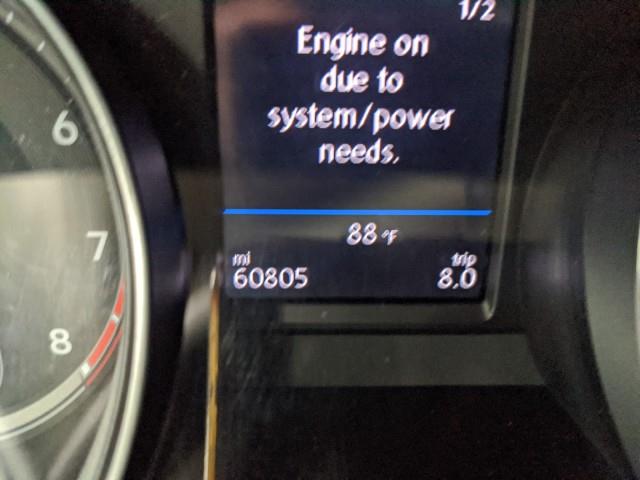 1/2
Engine on
due to
system/power
needs.
88 °F
mi trip
60805 8.0
6
7
8